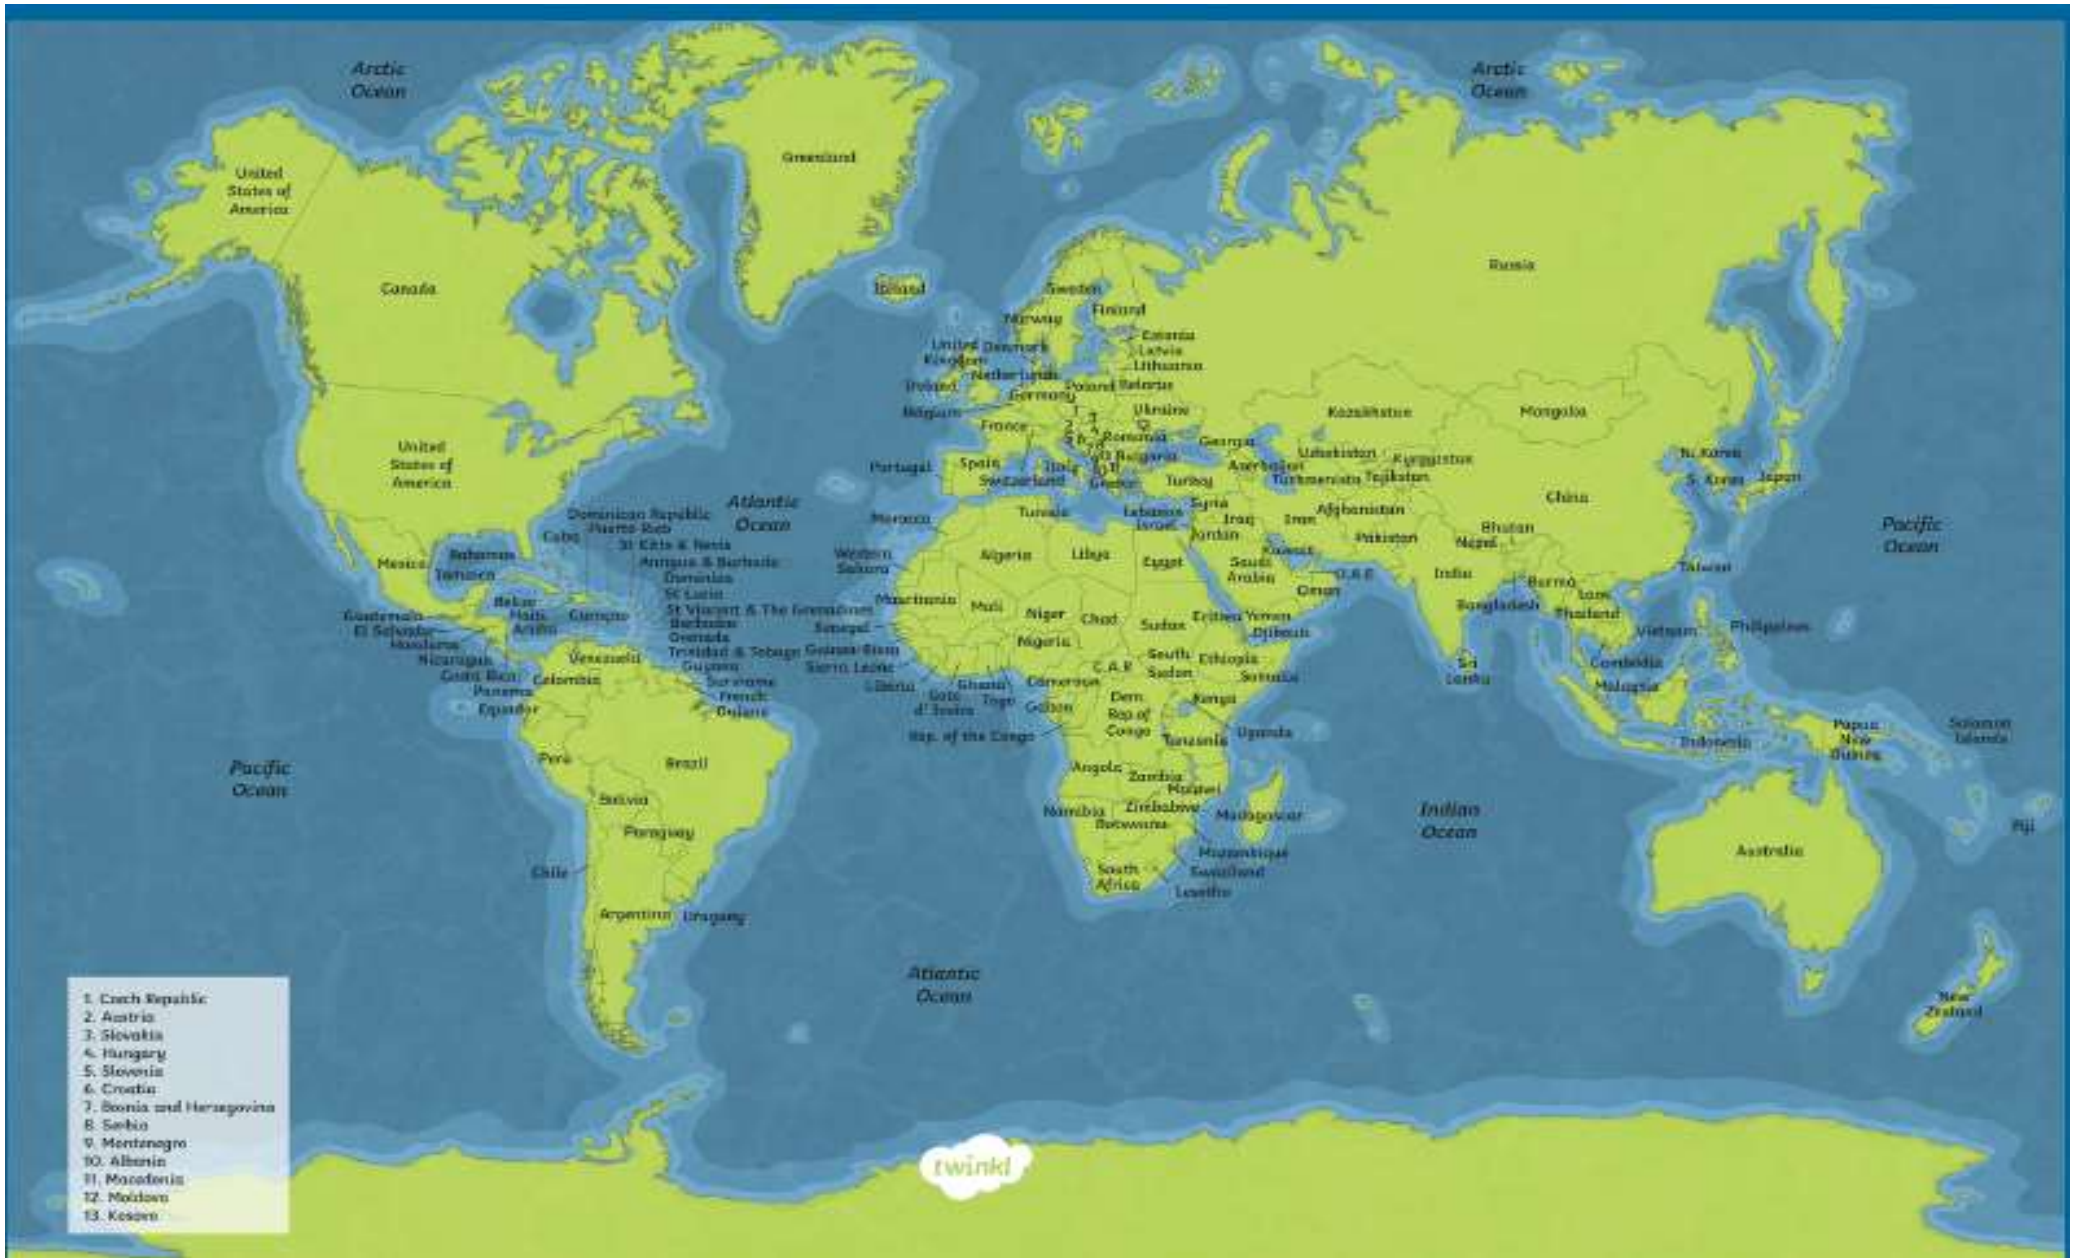 Arctic
Ocean
Arctic
Ocean
Greenland
United
States of
America
Russia
Canada
Iceland
Sweden
Finland
Norway
Estonia
Latvia
Lithuania
United
Kingdom
Denmark
Netherlands
Ireland
Poland
Belarus
Germany
Belgium
Ukraine
Kazakhstan
Mongolia
France
Romania
Georgia
Bulgaria
United
States of
America
Uzbekistan
Kyrgyzstan
N. Korea
Portugal
Spain
Italy
Azerbaijan
Switzerland
Greece
Turkey
Turkmenista
Tajikstan
S. Korea
Japan
China
Atlantic
Ocean
Syria
Dominican Republic
Puerto Rico
Morocco
Tunisia
Lebanon
Israel
Iraq
Iran
Afghanistan
Pacific
Ocean
Cuba
Jordan
Pakistan
Bhutan
Nepal
St Kitts & Nevis
Bahamas
Mexico
Antigua & Barbuda
Western
Sahara
Algeria
Libya
Egypt
Kuwait
Saudi
Arabia
U.A.E
India
Taiwan
Jamaica
Dominica
St Lucia
Burma
Oman
Laos
Belize
Haiti
Curaçao
Aruba
St Vincent & The Grenadines
Barbados
Grenada
Trinidad & Tobago
Mauritania
Mali
Niger
Chad
Sudan
Eritrea
Yemen
Djibouti
Bangladesh
Thailand
Vietnam
Philippines
Guatemala
El Salvador
Honduras
Nicaragua
Costa Rica
Panama
Senegal
Guinea-Bissau
Sierra Leone
Liberia
Nigeria
C.A.R
South
Sudan
Ethiopia
Somalia
Sri
Lanka
Cambodia
Malaysia
Venezuela
Colombia
Guyana
Suriname
French
Guiana
Equador
Ghana
Togo
Cote
d' Ivoire
Cameroon
Gabon
Rep. of the Congo
Dem.
Rep of
Congo
Kenya
Uganda
Tanzania
Indonesia
Papua
New
Guinea
Solomon
Islands
Pacific
Ocean
Peru
Brazil
Angola
Zambia
Malawi
Bolivia
Namibia
Zimbabwe
Botswana
Madagascar
Indian
Ocean
Fiji
Paraguay
Mozambique
Australia
Chile
South
Africa
Swaziland
Lesotho
Argentina
Uruguay
Atlantic
Ocean
New
Zealand
1. Czech Republic
2. Austria
3. Slovakia
4. Hungary
5. Slovenia
6. Croatia
7. Bosnia and Herzegovina
8. Serbia
9. Montenegro
10. Albania
11. Macedonia
12. Moldova
13. Kosovo
twinkl